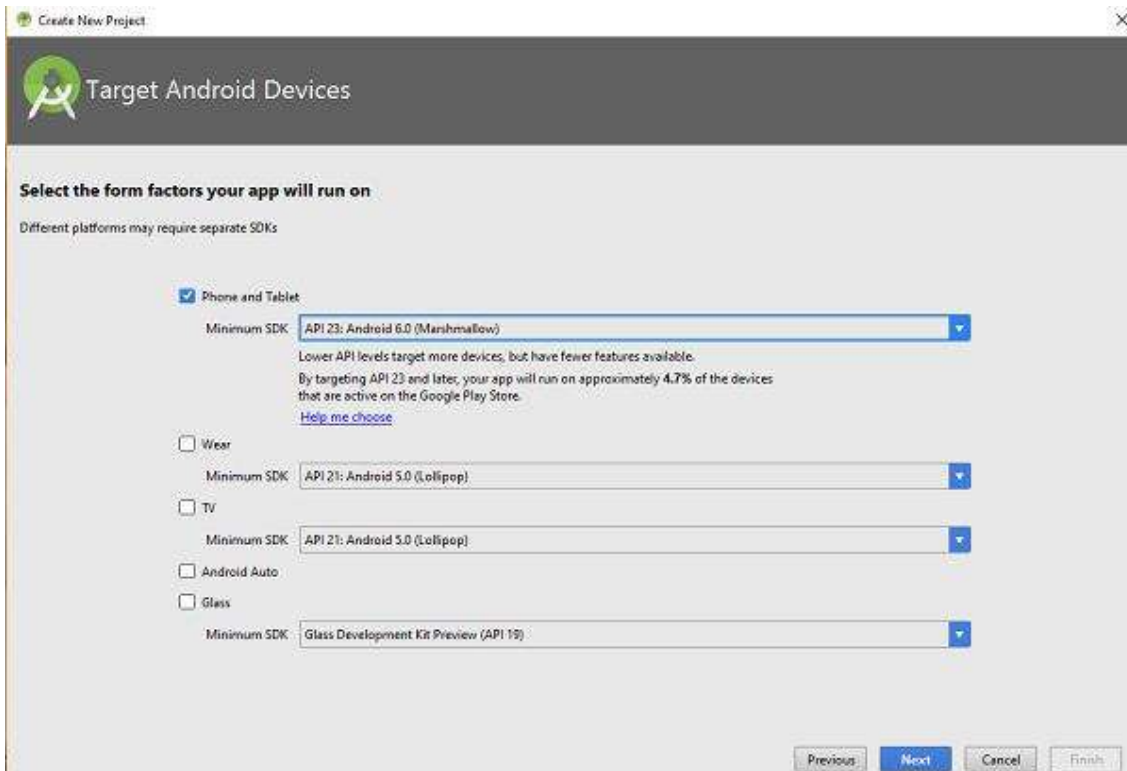 Create New Project
Target Android Devices
Select the form factors your app will run on
Different platforms may require separate SDKs
Phone and Tablet
Minimum SDK API 23: Android 6.0 (Marshmallow)
Lower API levels target more devices, but have fewer features available.
By targeting API 23 and later, your app will run on approximately 4.7% of the devices
that are active on the Google Play Store.
Help me choose
Wear
Minimum SDK API 21: Android 5.0 (Lollipop)
TV
Minimum SDK API 21: Android 5.0 (Lollipop)
Android Auto
Glass
Minimum SDK Glass Development Kit Preview (API 19)
Previous Next Cancel Finish